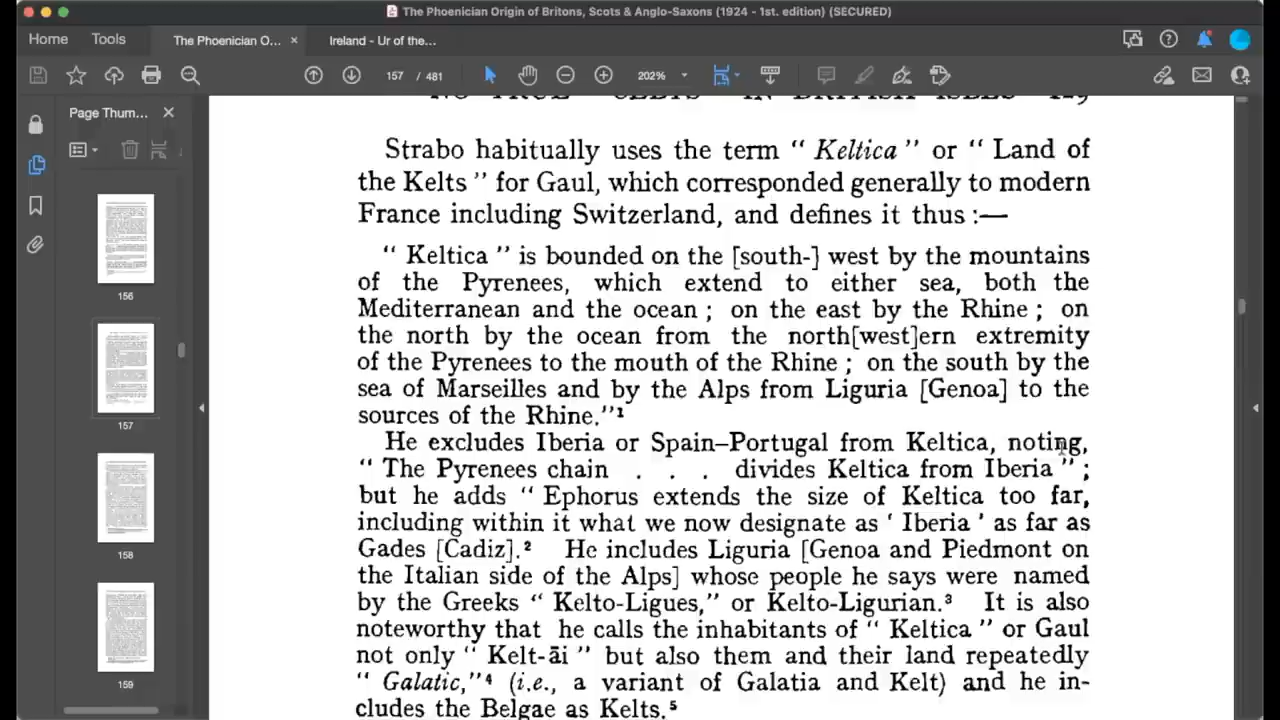 The Phoenician Origin of Britons, Scots & Anglo-Saxons (1924 - 1st. edition) (SECURED)
Home Tools The Phoenician O... × Ireland - Ur of the...
157 / 481 202%
Page Thum... ×
156
157
158
159
NO TRUE "CELTS" IN BRITISH ISLES 129
Strabo habitually uses the term “ Keltica ” or “ Land of
the Kelts ” for Gaul, which corresponded generally to modern
France including Switzerland, and defines it thus :—
“ Keltica ” is bounded on the [south-] west by the mountains
of the Pyrenees, which extend to either sea, both the
Mediterranean and the ocean ; on the east by the Rhine ; on
the north by the ocean from the north[west]ern extremity
of the Pyrenees to the mouth of the Rhine ; on the south by the
sea of Marseilles and by the Alps from Liguria [Genoa] to the
sources of the Rhine.”¹
He excludes Iberia or Spain–Portugal from Keltica, noting,
“ The Pyrenees chain . . . divides Keltica from Iberia ” ;
but he adds “ Ephorus extends the size of Keltica too far,
including within it what we now designate as ‘ Iberia ’ as far as
Gades [Cadiz].² He includes Liguria [Genoa and Piedmont on
the Italian side of the Alps] whose people he says were named
by the Greeks “ Kelto-Ligues,” or Kelto-Ligurian.³ It is also
noteworthy that he calls the inhabitants of “ Keltica ” or Gaul
not only “ Kelt-āi ” but also them and their land repeatedly
“ Galatic,”⁴ (i.e., a variant of Galatia and Kelt) and he in-
cludes the Belgae as Kelts.⁵